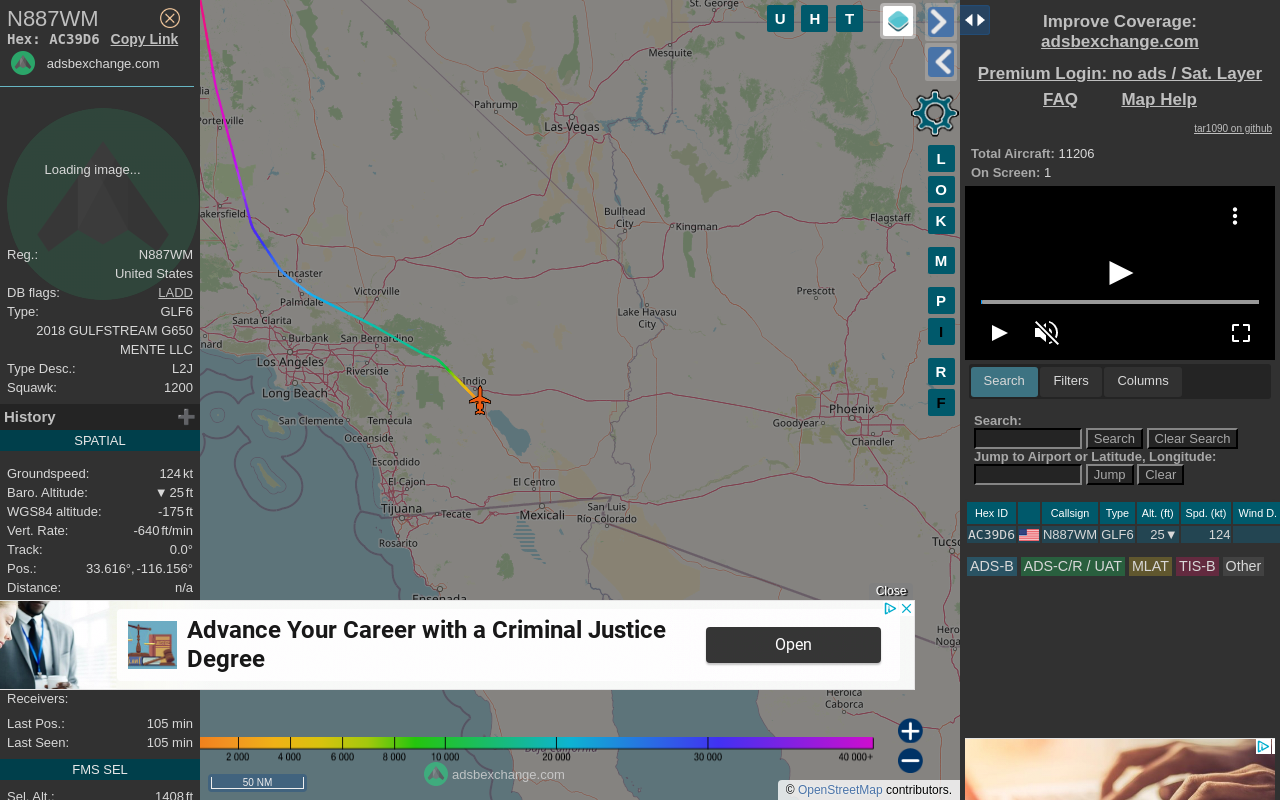 N887WM
Hex: AC39D6 Copy Link
adsbexchange.com
Loading image...
Reg.: N887WM
United States
DB flags: LADD
Type: GLF6
2018 GULFSTREAM G650
MENTE LLC
Type Desc.: L2J
Squawk: 1200
History
SPATIAL
Groundspeed: 124 kt
Baro. Altitude: ▼ 25 ft
WGS84 altitude: -175 ft
Vert. Rate: -640 ft/min
Track: 0.0°
Pos.: 33.616°, -116.156°
Distance: n/a
Receivers:
Last Pos.: 105 min
Last Seen: 105 min
FMS SEL
Sel. Alt.: 1408 ft
St. George
Mesquite
Pahrump
Las Vegas
lia
Porterville
akersfield
Bullhead
City
Kingman
Flagstaff
Lancaster
Palmdale
Victorville
Prescott
Lake Havasu
City
Santa Clarita
nard
Burbank
San Bernardino
Los Angeles
Riverside
Indio
Long Beach
San Clemente
Temecula
Oceanside
Phoenix
Goodyear
Chandler
Escondido
El Cajon
El Centro
Tijuana
Tecate
Mexicali
San Luis
Río Colorado
Rosarito
Tucso
Ensenada
Hero
Noga
Heroica
Caborca
Baja California
U H T
L
O
K
M
P
I
R
F
Close
Advance Your Career with a Criminal Justice
Degree
Open
2 000 4 000 6 000 8 000 10 000 20 000 30 000 40 000+
50 NM
adsbexchange.com
© OpenStreetMap contributors.
Improve Coverage:
adsbexchange.com
Premium Login: no ads / Sat. Layer
FAQ Map Help
tar1090 on github
Total Aircraft: 11206
On Screen: 1
Search Filters Columns
Search:
Search Clear Search
Jump to Airport or Latitude, Longitude:
Jump Clear
Hex ID Callsign Type Alt. (ft) Spd. (kt) Wind D.
AC39D6 N887WM GLF6 25▼ 124
ADS-B ADS-C/R / UAT MLAT TIS-B Other